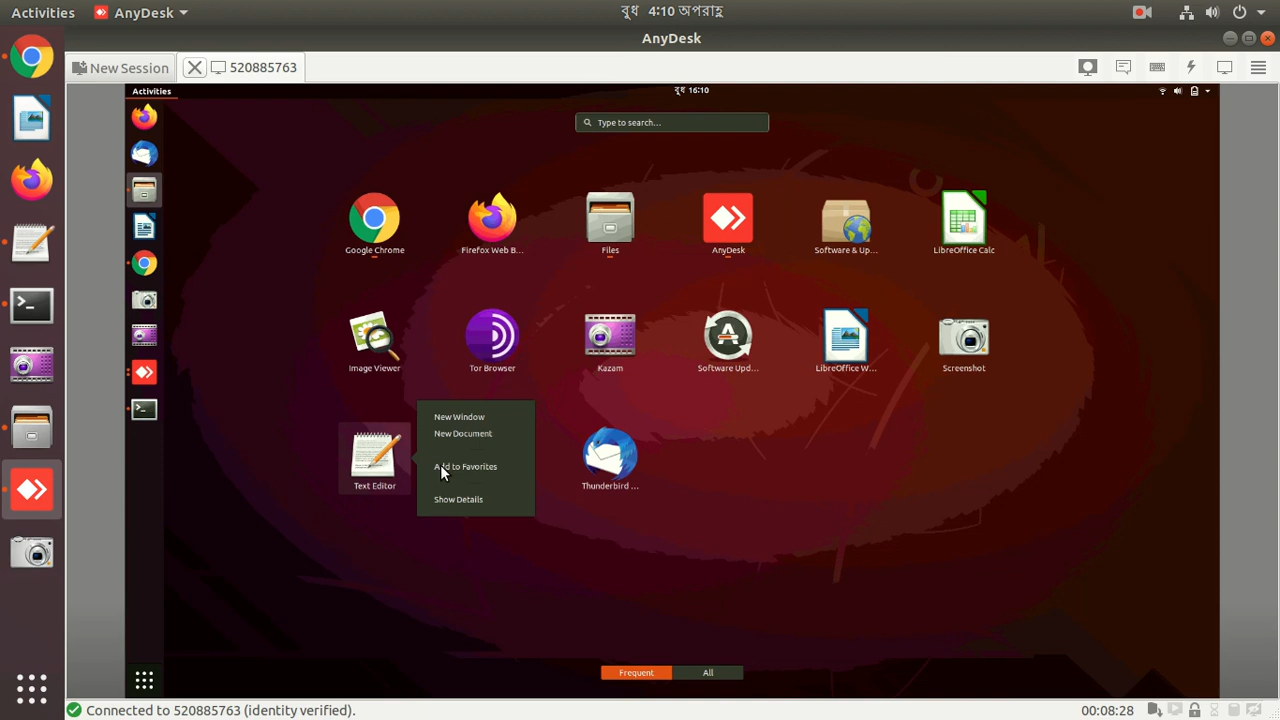 Activities
AnyDesk
বুধ 4:10 অপরাহ্ণ
AnyDesk
New Session
520885763
Activities
বুধ 16:10
Type to search...
Google Chrome
Firefox Web B...
Files
AnyDesk
Software & Up...
LibreOffice Calc
Image Viewer
Tor Browser
Kazam
Software Upd...
LibreOffice W...
Screenshot
Text Editor
New Window
New Document
Add to Favorites
Show Details
Thunderbird ...
Frequent
All
Connected to 520885763 (identity verified).
00:08:28